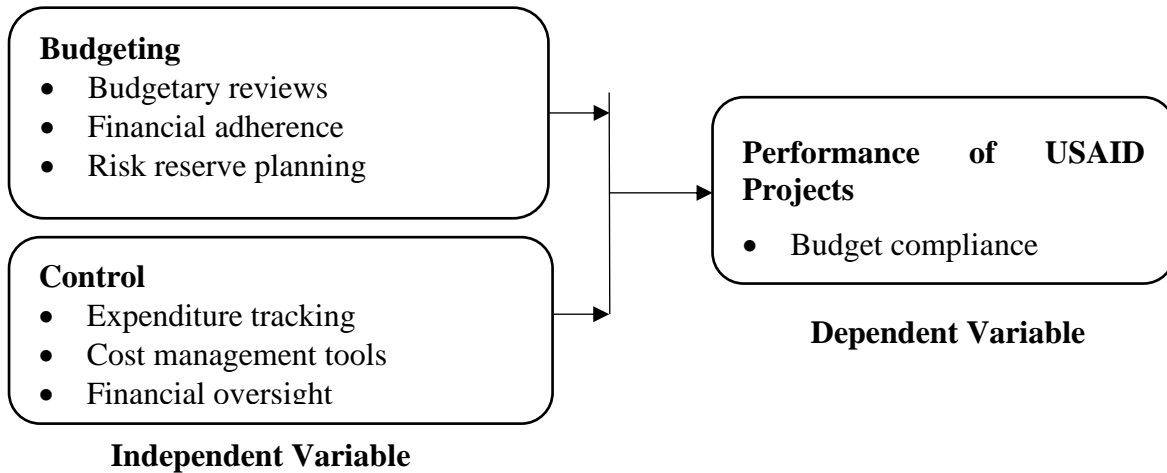 Budgeting
• Budgetary reviews
• Financial adherence
• Risk reserve planning
Control
• Expenditure tracking
• Cost management tools
• Financial oversight
Independent Variable
Performance of USAID
Projects
• Budget compliance
Dependent Variable